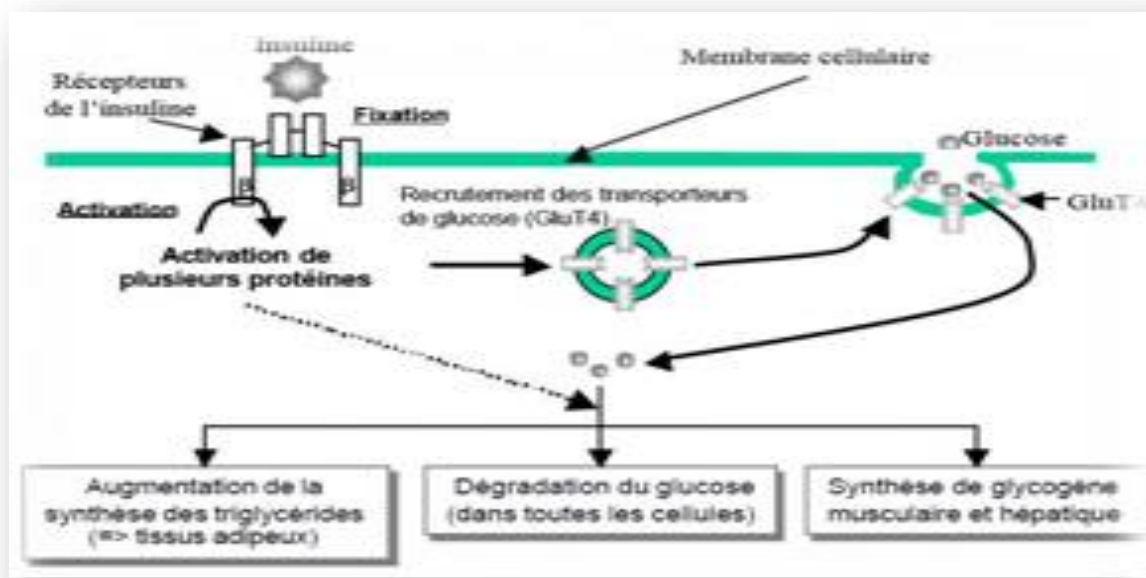 insuline
Récepteurs
de l'insuline
Fixation
Membrane cellulaire
Glucose
β
β
Activation
Recrutement des transporteurs
de glucose (GluT4)
GluT
Activation de
plusieurs protéines
Augmentation de la
synthèse des triglycérides
(=> tissus adipeux)
Dégradation du glucose
(dans toutes les cellules)
Synthèse de glycogène
musculaire et hépatique